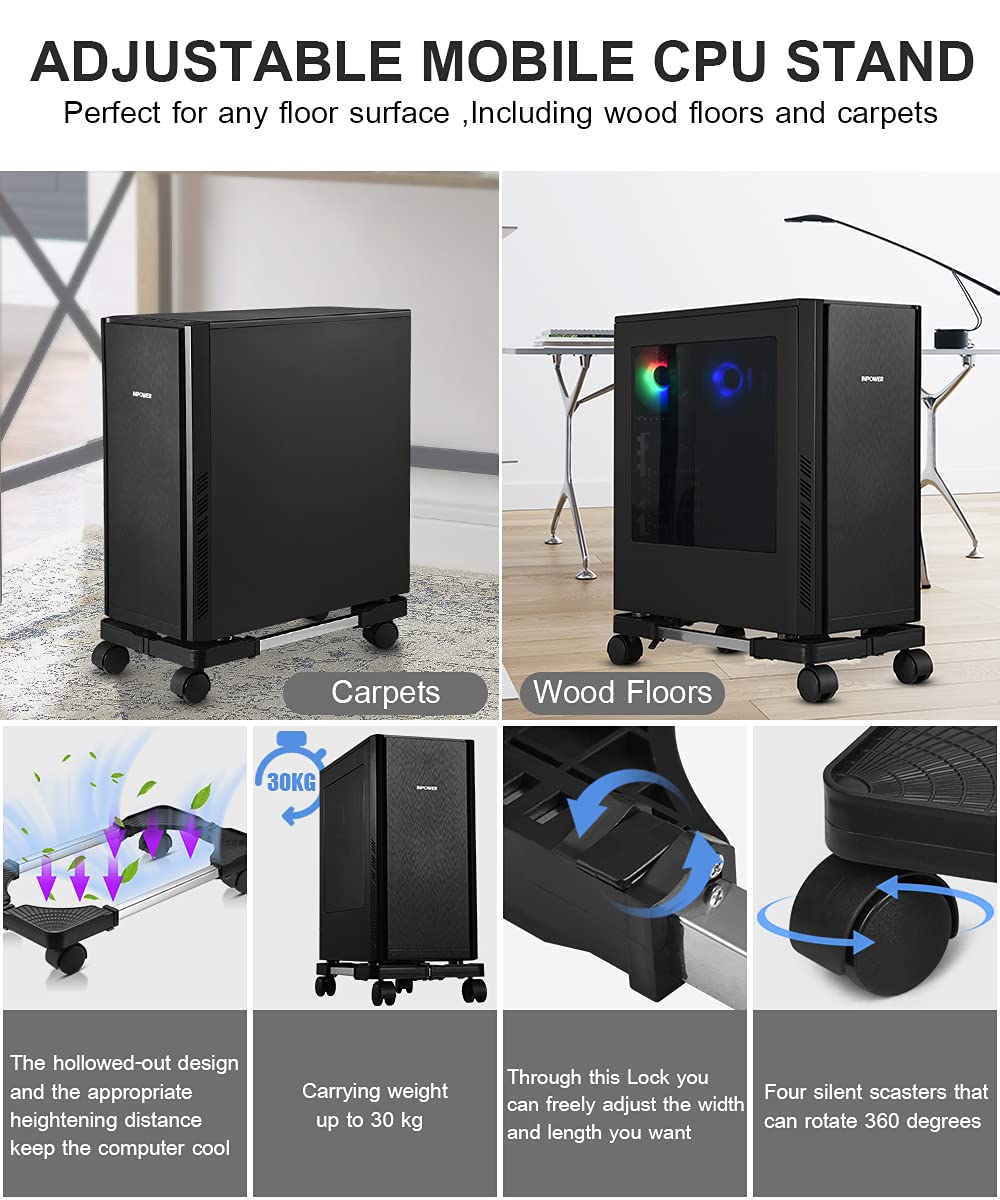 ADJUSTABLE MOBILE CPU STAND
Perfect for any floor surface ,Including wood floors and carpets
INPOWER
INPOWER
Carpets
Wood Floors
30KG
INPOWER
The hollowed-out design
and the appropriate
heightening distance
keep the computer cool
Carrying weight
up to 30 kg
Through this Lock you
can freely adjust the width
and length you want
Four silent scasters that
can rotate 360 degrees